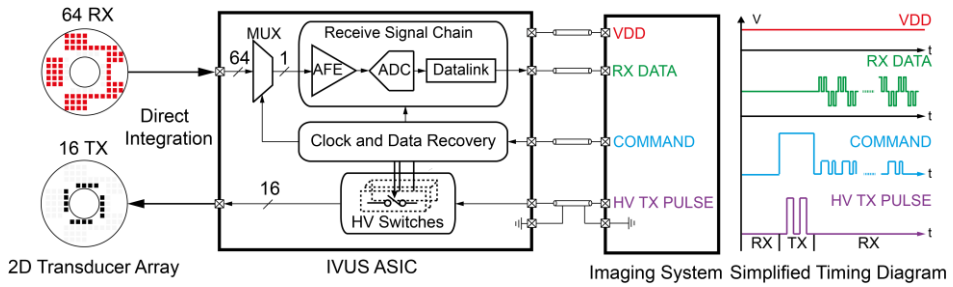 64 RX
Direct
Integration
16 TX
2D Transducer Array
MUX
64
1
Receive Signal Chain
AFE
ADC
Datalink
Clock and Data Recovery
16
HV Switches
IVUS ASIC
VDD
RX DATA
COMMAND
HV TX PULSE
Imaging System
V
VDD
t
RX DATA
t
COMMAND
t
HV TX PULSE
t
RX
TX
RX
Simplified Timing Diagram